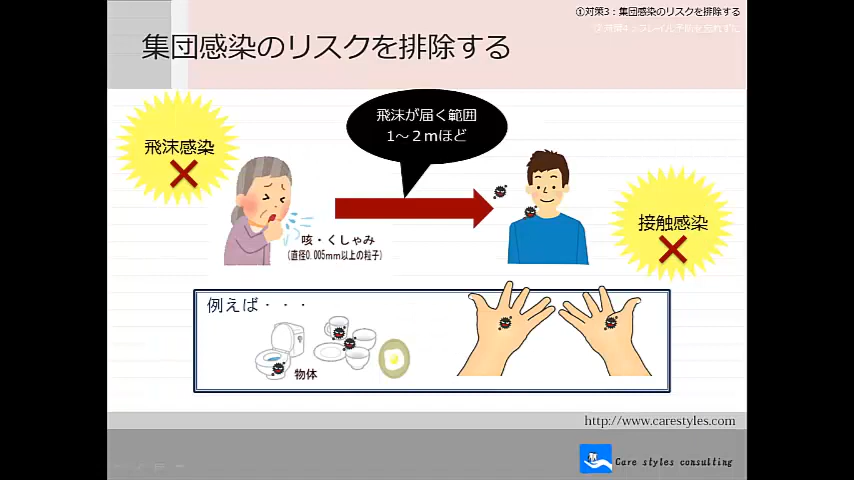 ①対策3：集団感染のリスクを排除する
集団感染のリスクを排除する
飛沫感染
飛沫が届く範囲
1～２mほど
咳・くしゃみ
(直径0.005mm以上の粒子)
接触感染
例えば・・・
物体
http://www.carestyles.com
Care styles consulting